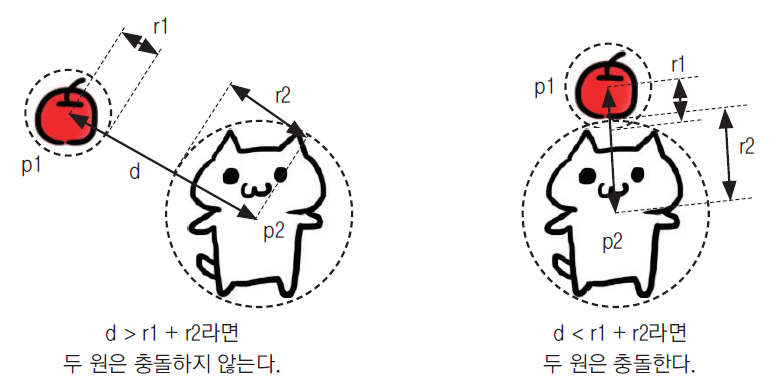 r1
r2
p1
d
p2
d > r1 + r2라면
두 원은 충돌하지 않는다.
r1
p1
r2
p2
d < r1 + r2라면
두 원은 충돌한다.